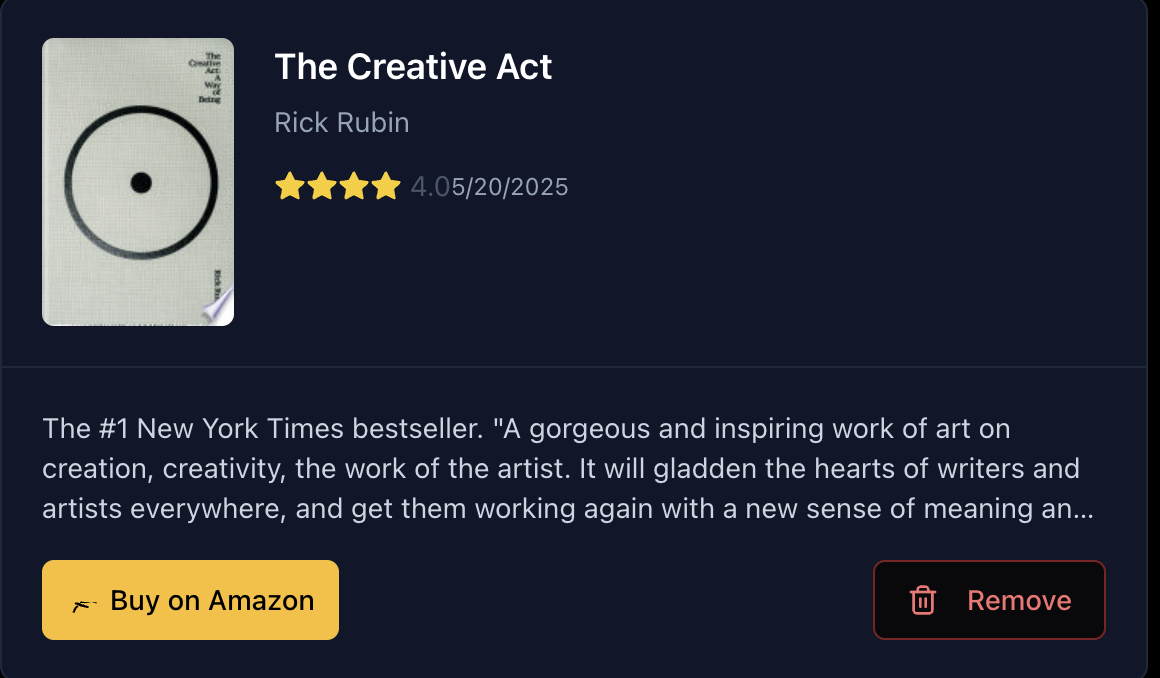 The
Creative
Act:
A
Way
of
Being
The Creative Act
Rick Rubin
4.05/20/2025
The #1 New York Times bestseller. "A gorgeous and inspiring work of art on
creation, creativity, the work of the artist. It will gladden the hearts of writers and
artists everywhere, and get them working again with a new sense of meaning an...
Buy on Amazon
Remove